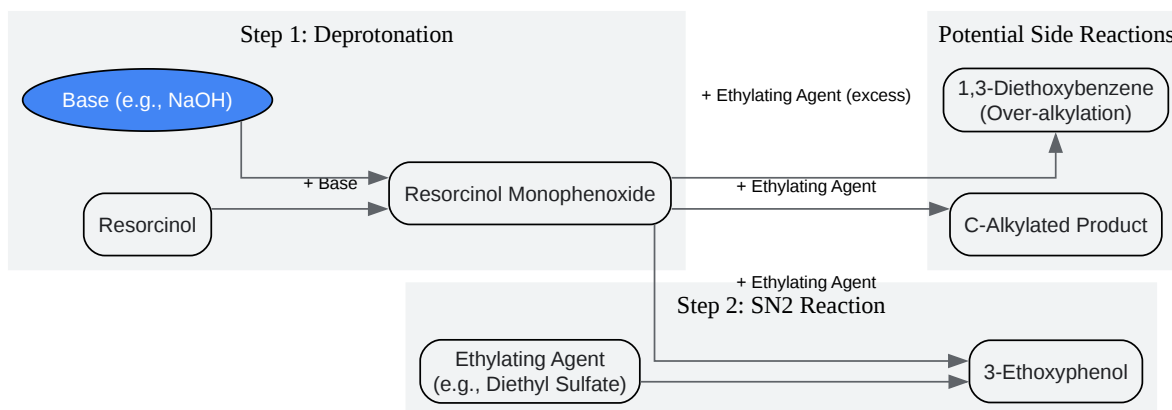 Step 1: Deprotonation
Potential Side Reactions
Base (e.g., NaOH)
+ Ethylating Agent (excess)
1,3-Diethoxybenzene
(Over-alkylation)
+ Base
Resorcinol Monophenoxide
+ Ethylating Agent
Resorcinol
C-Alkylated Product
+ Ethylating Agent
Step 2: SN2 Reaction
Ethylating Agent
(e.g., Diethyl Sulfate)
3-Ethoxyphenol